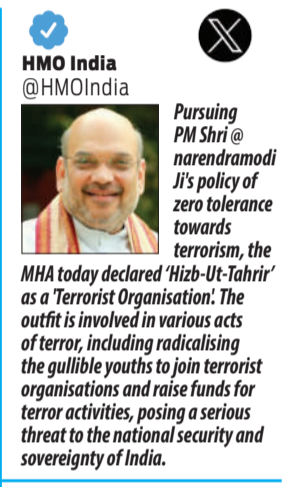 HMO India
@HMOIndia
Pursuing
PM Shri @
narendramodi
Ji's policy of
zero tolerance
towards
terrorism, the
MHA today declared ‘Hizb-Ut-Tahrir’
as a 'Terrorist Organisation'. The
outfit is involved in various acts
of terror, including radicalising
the gullible youths to join terrorist
organisations and raise funds for
terror activities, posing a serious
threat to the national security and
sovereignty of India.